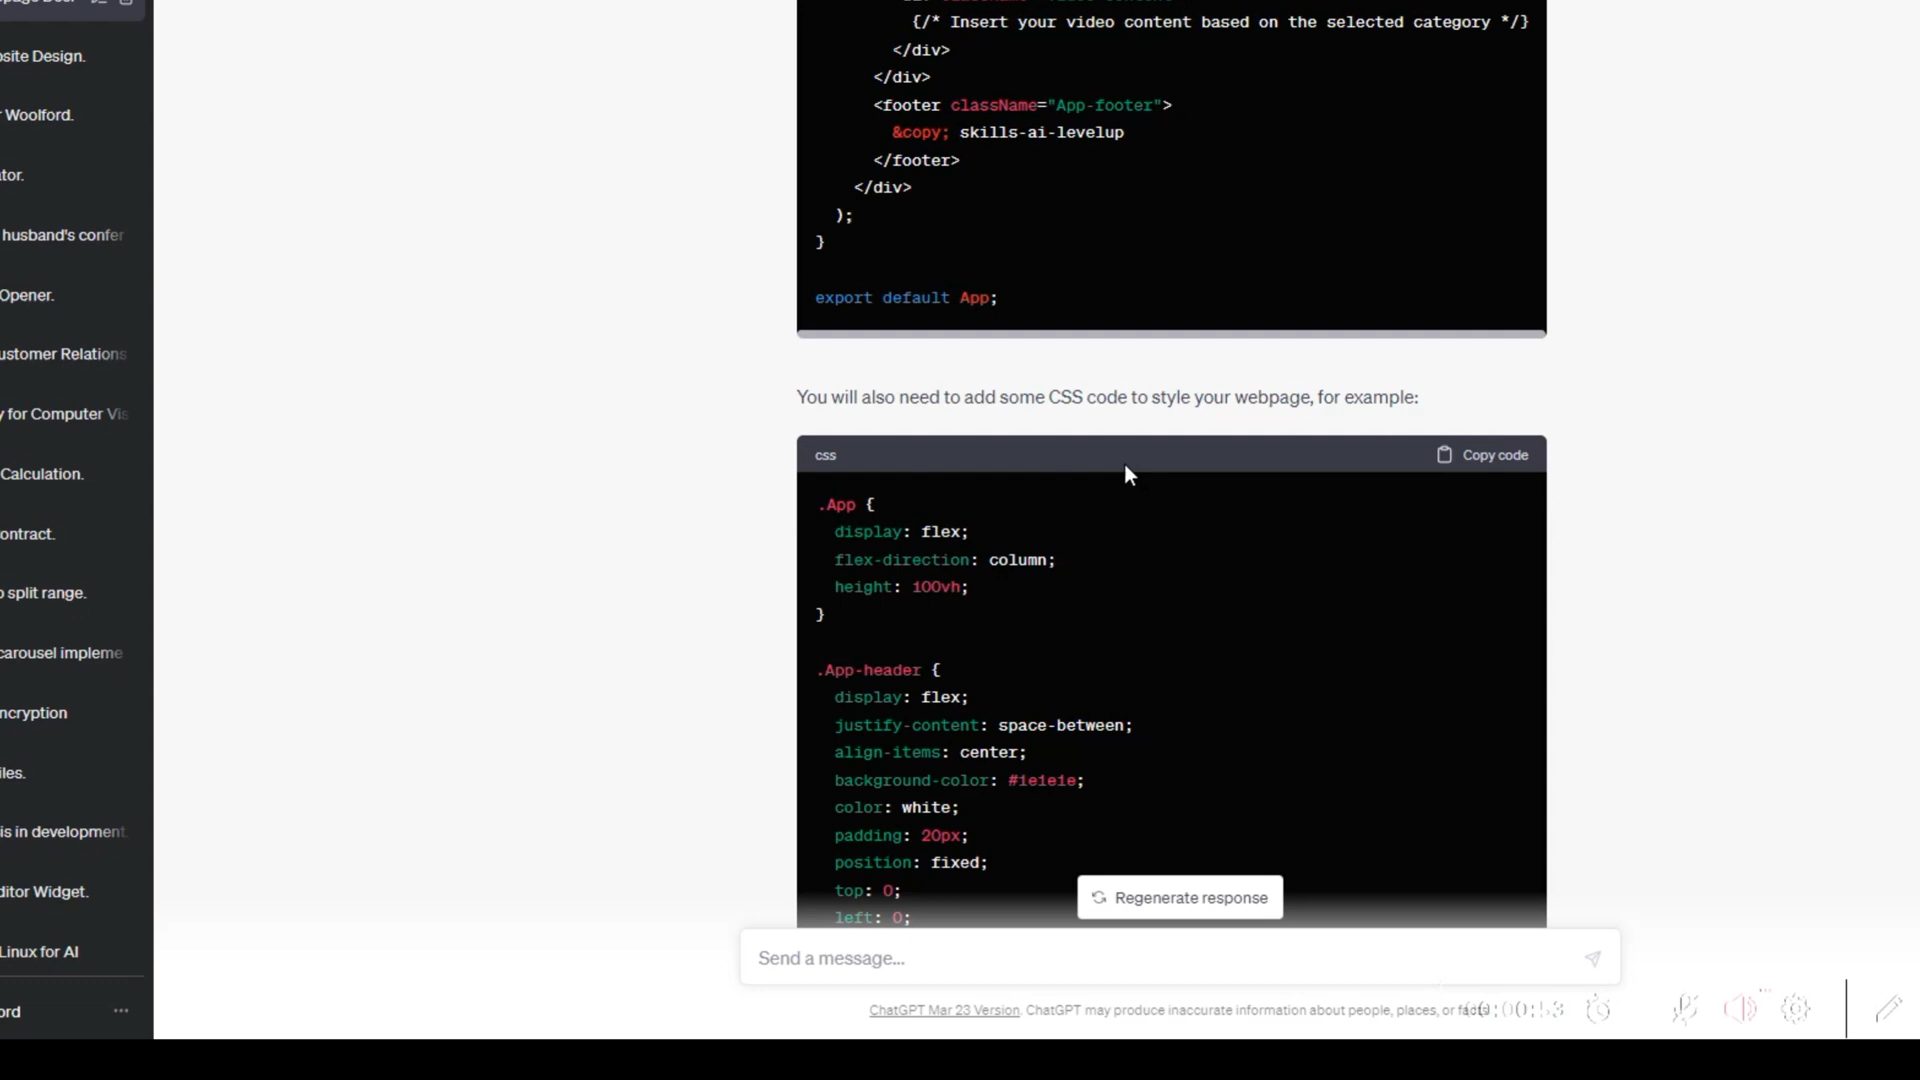 site Design.
r Woolford.
tor.
husband's confer
Opener.
ustomer Relations
y for Computer Vis
Calculation.
ontract.
o split range.
carousel impleme
ncryption
iles.
is in development.
ditor Widget.
Linux for AI
ord
{/* Insert your video content based on the selected category */}
</div>
</div>
<footer className="App-footer">
&copy; skills-ai-levelup
</footer>
</div>
);
}
export default App;
You will also need to add some CSS code to style your webpage, for example:
css
Copy code
.App {
display: flex;
flex-direction: column;
height: 100vh;
}
.App-header {
display: flex;
justify-content: space-between;
align-items: center;
background-color: #1e1e1e;
color: white;
padding: 20px;
position: fixed;
top: 0;
left: 0;
Regenerate response
Send a message...
ChatGPT Mar 23 Version. ChatGPT may produce inaccurate information about people, places, or facts
:00:53